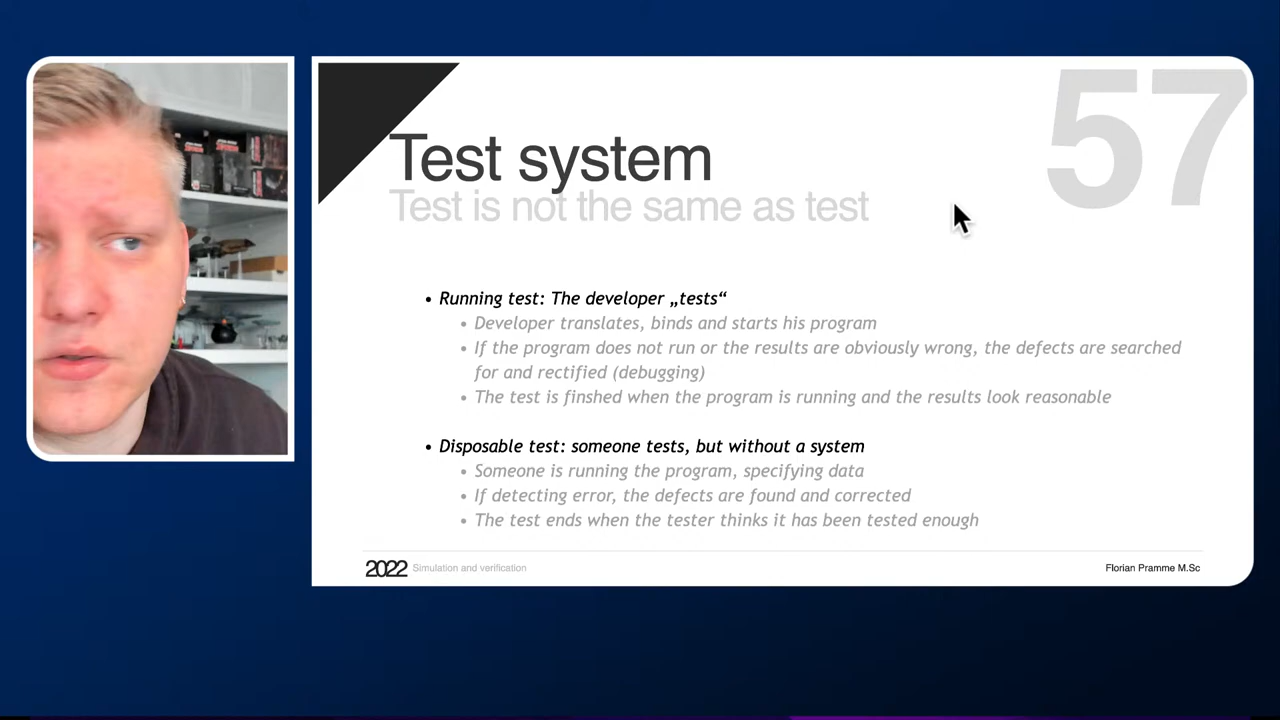 57
Test system
Test is not the same as test
• Running test: The developer „tests“
• Developer translates, binds and starts his program
• If the program does not run or the results are obviously wrong, the defects are searched
for and rectified (debugging)
• The test is finshed when the program is running and the results look reasonable
• Disposable test: someone tests, but without a system
• Someone is running the program, specifying data
• If detecting error, the defects are found and corrected
• The test ends when the tester thinks it has been tested enough
2022 Simulation and verification
Florian Pramme M.Sc